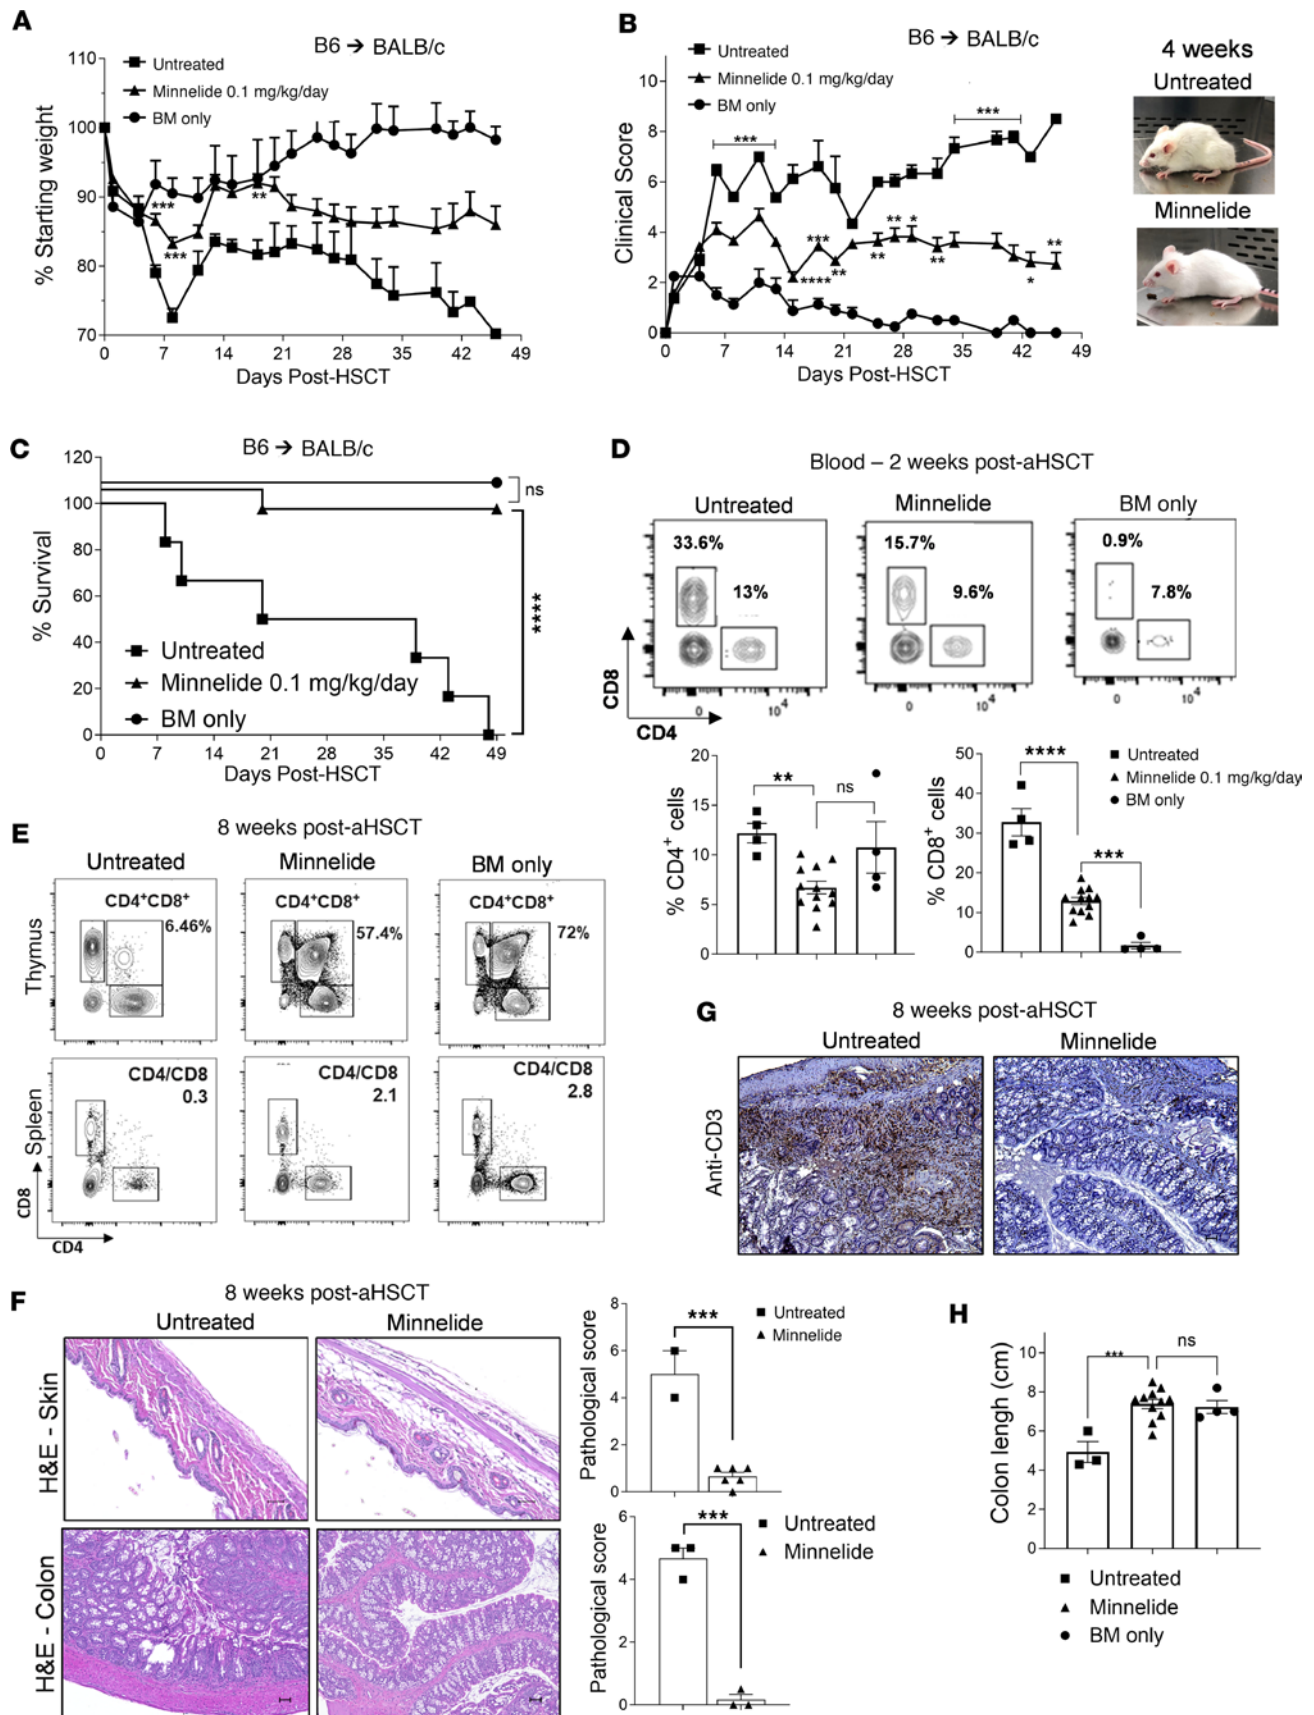 A
B6 → BALB/c
Untreated
Minnelide 0.1 mg/kg/day
BM only
% Starting weight
110
100
90
80
70
*** *** **
0 7 14 21 28 35 42 49
Days Post-HSCT
B
B6 → BALB/c
Untreated
Minnelide 0.1 mg/kg/day
BM only
Clinical Score
10
8
6
4
2
0
*** ***
*** **** ** ** ** * ** * **
0 7 14 21 28 35 42 49
Days Post-HSCT
4 weeks
Untreated
Minnelide
C
B6 → BALB/c
% Survival
120
100
80
60
40
20
0
ns
****
Untreated
Minnelide 0.1 mg/kg/day
BM only
0 7 14 21 28 35 42 49
Days Post-HSCT
D
Blood – 2 weeks post-aHSCT
Untreated
Minnelide
BM only
33.6%
13%
15.7%
9.6%
0.9%
7.8%
0 10⁴
0 10⁴
0 10⁴
CD8
CD4
% CD4⁺ cells
20
15
10
5
0
**
ns
% CD8⁺ cells
50
40
30
20
10
0
****
***
Untreated
Minnelide 0.1 mg/kg/day
BM only
E
8 weeks post-aHSCT
Untreated
Minnelide
BM only
Thymus
CD4⁺CD8⁺
6.46%
CD4⁺CD8⁺
57.4%
CD4⁺CD8⁺
72%
Spleen
CD4/CD8
0.3
CD4/CD8
2.1
CD4/CD8
2.8
CD8
CD4
G
8 weeks post-aHSCT
Untreated
Minnelide
Anti-CD3
F
8 weeks post-aHSCT
Untreated
Minnelide
H&E - Skin
H&E - Colon
Pathological score
8
6
4
2
0
***
Untreated
Minnelide
Pathological score
6
4
2
0
***
Untreated
Minnelide
H
Colon lengh (cm)
10
8
6
4
2
0
***
ns
Untreated
Minnelide
BM only